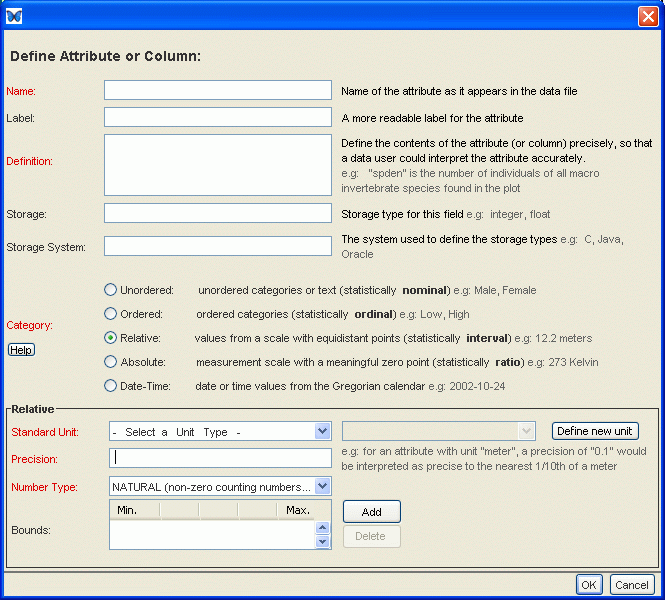 Define Attribute or Column:
Name: Name of the attribute as it appears in the data file
Label: A more readable label for the attribute
Definition: Define the contents of the attribute (or column) precisely, so that
a data user could interpret the attribute accurately.
e.g: "spden" is the number of individuals of all macro
invertebrate species found in the plot
Storage: Storage type for this field e.g: integer, float
Storage System: The system used to define the storage types e.g: C, Java,
Oracle
Category:
Help
Unordered: unordered categories or text (statistically nominal) e.g: Male, Female
Ordered: ordered categories (statistically ordinal) e.g: Low, High
Relative: values from a scale with equidistant points (statistically interval) e.g: 12.2 meters
Absolute: measurement scale with a meaningful zero point (statistically ratio) e.g: 273 Kelvin
Date-Time: date or time values from the Gregorian calendar e.g: 2002-10-24
Relative
Standard Unit: - Select a Unit Type - Define new unit
Precision: e.g: for an attribute with unit "meter", a precision of "0.1" would
be interpreted as precise to the nearest 1/10th of a meter
Number Type: NATURAL (non-zero counting numbers...
Bounds: Min. Max. Add
Delete
OK Cancel